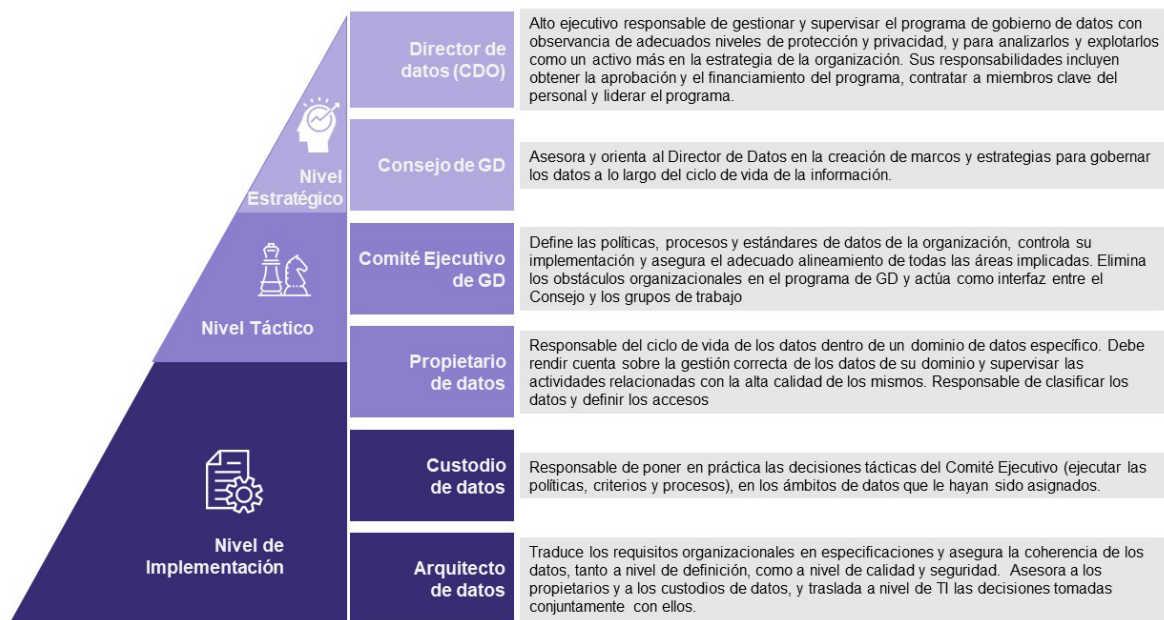 Director de
datos (CDO)
Alto ejecutivo responsable de gestionar y supervisar el programa de gobierno de datos con
observancia de adecuados niveles de protección y privacidad, y para analizarlos y explotarlos
como un activo más en la estrategia de la organización. Sus responsabilidades incluyen
obtener la aprobación y el financiamiento del programa, contratar a miembros clave del
personal y liderar el programa.
Nivel
Estratégico
Consejo de GD
Asesora y orienta al Director de Datos en la creación de marcos y estrategias para gobernar
los datos a lo largo del ciclo de vida de la información.
Nivel Táctico
Comité Ejecutivo
de GD
Define las políticas, procesos y estándares de datos de la organización, controla su
implementación y asegura el adecuado alineamiento de todas las áreas implicadas. Elimina
los obstáculos organizacionales en el programa de GD y actúa como interfaz entre el
Consejo y los grupos de trabajo
Propietario
de datos
Responsable del ciclo de vida de los datos dentro de un dominio de datos específico. Debe
rendir cuenta sobre la gestión correcta de los datos de su dominio y supervisar las
actividades relacionadas con la alta calidad de los mismos. Responsable de clasificar los
datos y definir los accesos
Nivel de
Implementación
Custodio
de datos
Responsable de poner en práctica las decisiones tácticas del Comité Ejecutivo (ejecutar las
políticas, criterios y procesos), en los ámbitos de datos que le hayan sido asignados.
Arquitecto
de datos
Traduce los requisitos organizacionales en especificaciones y asegura la coherencia de los
datos, tanto a nivel de definición, como a nivel de calidad y seguridad. Asesora a los
propietarios y a los custodios de datos, y traslada a nivel de TI las decisiones tomadas
conjuntamente con ellos.